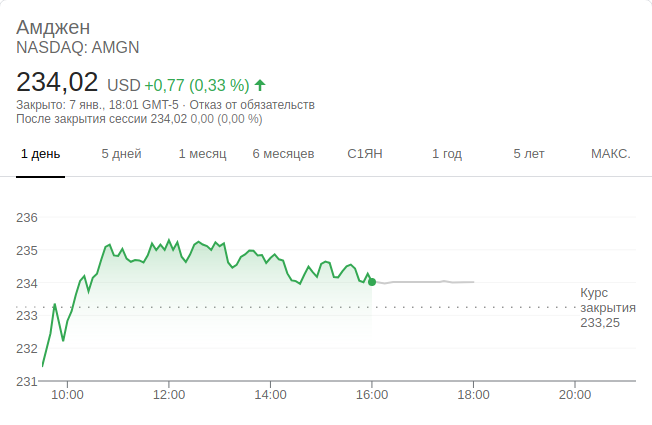 Амджен
NASDAQ: AMGN
234,02 USD +0,77 (0,33 %)
Закрыто: 7 янв., 18:01 GMT-5 · Отказ от обязательств
После закрытия сессии 234,02 0,00 (0,00 %)
1 день 5 дней 1 месяц 6 месяцев С1ЯН 1 год 5 лет МАКС.
236
235
234
233
232
231
Курс
закрытия
233,25
10:00 12:00 14:00 16:00 18:00 20:00